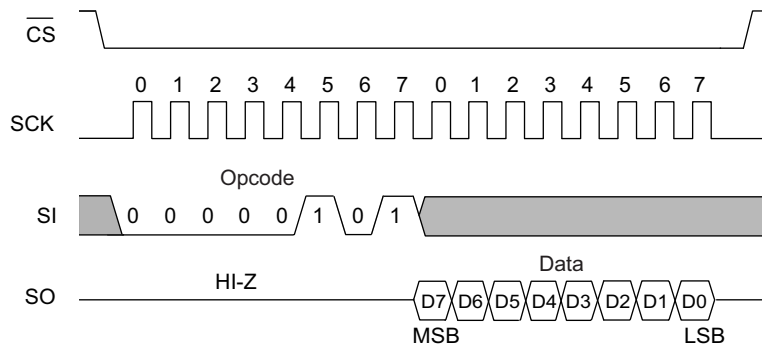 C̅S̅
0 1 2 3 4 5 6 7 0 1 2 3 4 5 6 7
SCK
Opcode
SI 0 0 0 0 0 1 0 1
HI-Z Data
SO D7 D6 D5 D4 D3 D2 D1 D0
MSB LSB